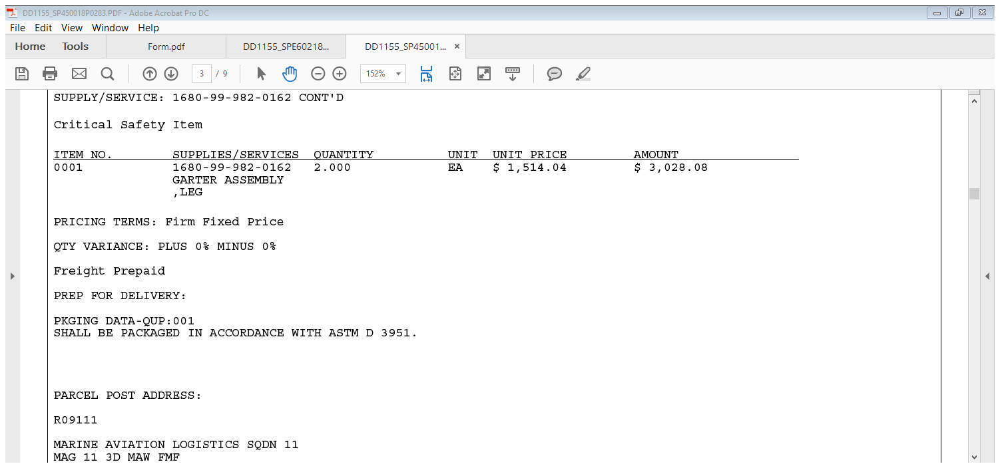 DD1155_SP450018P0283.PDF - Adobe Acrobat Pro DC
File Edit View Window Help
Home Tools Form.pdf DD1155_SPE60218... DD1155_SP45001... ×
3 / 9 152%
SUPPLY/SERVICE: 1680-99-982-0162 CONT'D
Critical Safety Item
ITEM NO. SUPPLIES/SERVICES QUANTITY UNIT UNIT PRICE AMOUNT
0001 1680-99-982-0162 2.000 EA $ 1,514.04 $ 3,028.08
GARTER ASSEMBLY
,LEG
PRICING TERMS: Firm Fixed Price
QTY VARIANCE: PLUS 0% MINUS 0%
Freight Prepaid
PREP FOR DELIVERY:
PKGING DATA-QUP:001
SHALL BE PACKAGED IN ACCORDANCE WITH ASTM D 3951.
PARCEL POST ADDRESS:
R09111
MARINE AVIATION LOGISTICS SQDN 11
MAG 11 3D MAW FMF